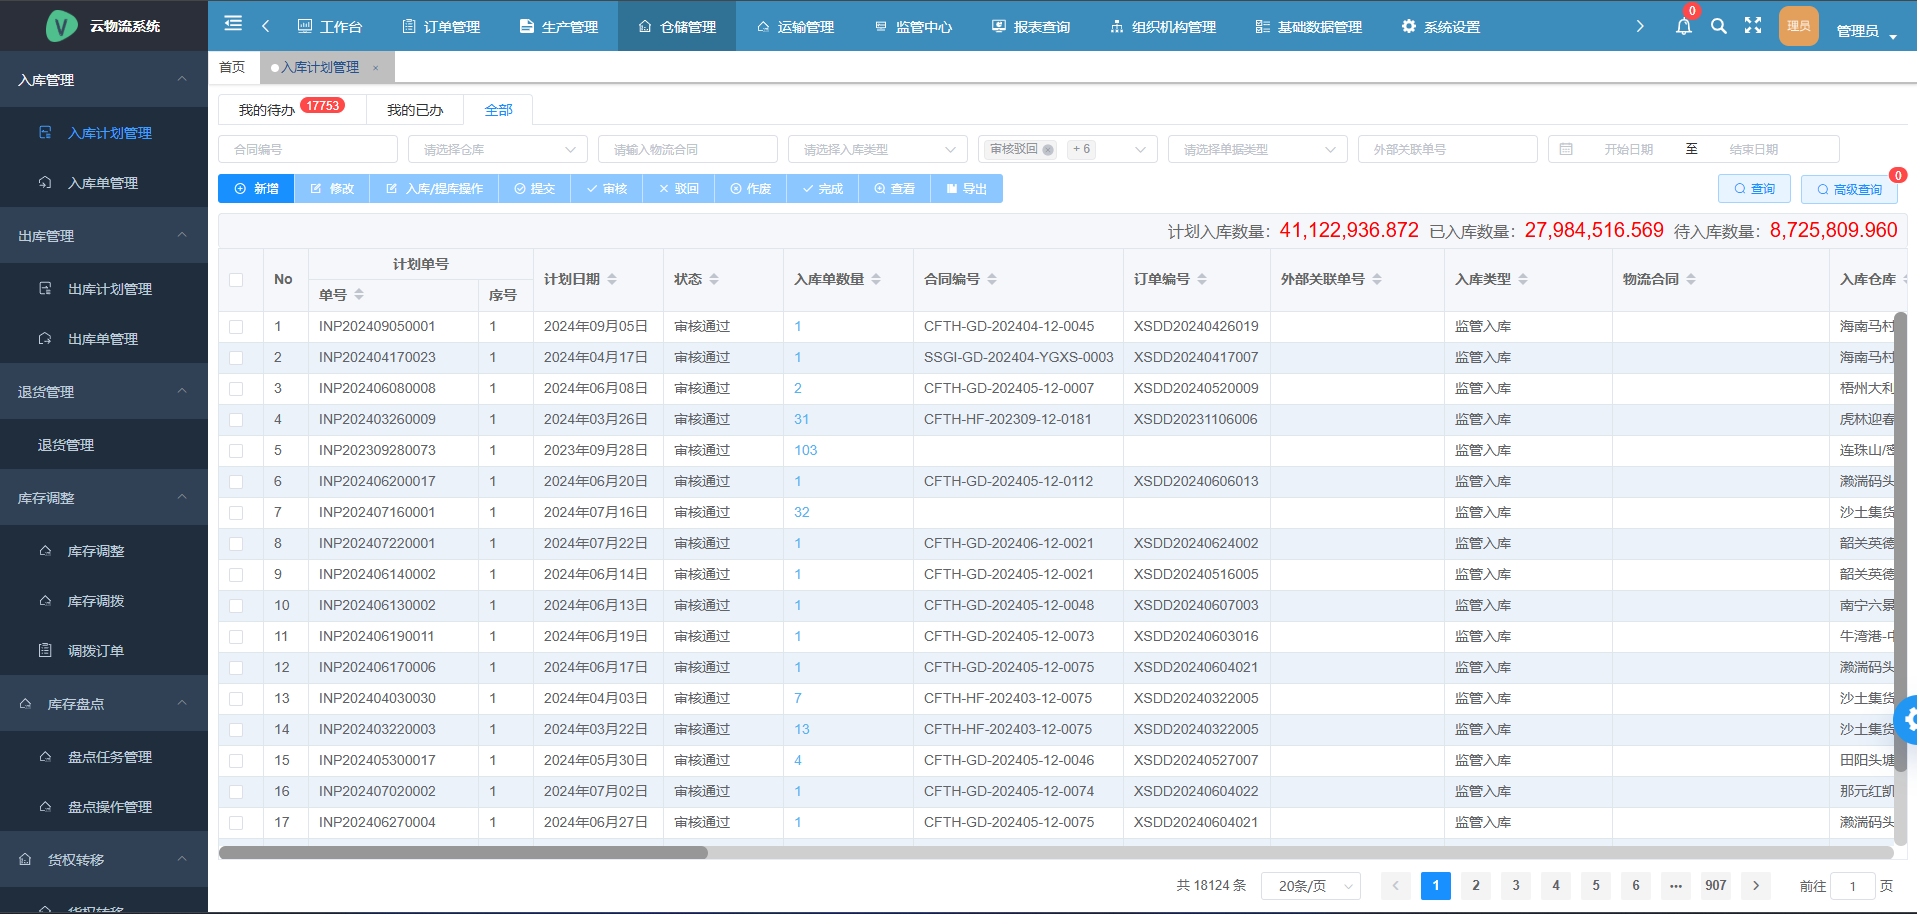 云物流系统
工作台
订单管理
生产管理
仓储管理
运输管理
监管中心
报表查询
组织机构管理
基础数据管理
系统设置
0
理员
管理员
首页
入库计划管理
×
入库管理
入库计划管理
入库单管理
出库管理
出库计划管理
出库单管理
退货管理
退货管理
库存调整
库存调整
库存调拨
调拨订单
库存盘点
盘点任务管理
盘点操作管理
货权转移
货权转移
我的待办 17753
我的已办
全部
合同编号
请选择仓库
请输入物流合同
请选择入库类型
审核驳回
+ 6
请选择单据类型
外部关联单号
开始日期 至 结束日期
新增
修改
入库/提库操作
提交
审核
驳回
作废
完成
查看
导出
查询
高级查询
0
计划入库数量： 41,122,936.872 已入库数量： 27,984,516.569 待入库数量： 8,725,809.960
No 计划单号 计划日期 状态 入库单数量 合同编号 订单编号 外部关联单号 入库类型 物流合同 入库仓库
单号 序号
1 INP202409050001 1 2024年09月05日 审核通过 1 CFTH-GD-202404-12-0045 XSDD20240426019 监管入库 海南马村
2 INP202404170023 1 2024年04月17日 审核通过 1 SSGI-GD-202404-YGXS-0003 XSDD20240417007 监管入库 海南马村
3 INP202406080008 1 2024年06月08日 审核通过 2 CFTH-GD-202405-12-0007 XSDD20240520009 监管入库 梧州大利
4 INP202403260009 1 2024年03月26日 审核通过 31 CFTH-HF-202309-12-0181 XSDD20231106006 监管入库 虎林迎春
5 INP202309280073 1 2023年09月28日 审核通过 103 监管入库 连珠山/密
6 INP202406200017 1 2024年06月20日 审核通过 1 CFTH-GD-202405-12-0112 XSDD20240606013 监管入库 濑湍码头
7 INP202407160001 1 2024年07月16日 审核通过 32 监管入库 沙土集货
8 INP202407220001 1 2024年07月22日 审核通过 1 CFTH-GD-202406-12-0021 XSDD20240624002 监管入库 韶关英德
9 INP202406140002 1 2024年06月14日 审核通过 1 CFTH-GD-202405-12-0021 XSDD20240516005 监管入库 韶关英德
10 INP202406130002 1 2024年06月13日 审核通过 1 CFTH-GD-202405-12-0048 XSDD20240607003 监管入库 南宁六景
11 INP202406190011 1 2024年06月19日 审核通过 1 CFTH-GD-202405-12-0073 XSDD20240603016 监管入库 牛湾港-中
12 INP202406170006 1 2024年06月17日 审核通过 1 CFTH-GD-202405-12-0075 XSDD20240604021 监管入库 濑湍码头
13 INP202404030030 1 2024年04月03日 审核通过 7 CFTH-HF-202403-12-0075 XSDD20240322005 监管入库 沙土集货
14 INP202403220003 1 2024年03月22日 审核通过 13 CFTH-HF-202403-12-0075 XSDD20240322005 监管入库 沙土集货
15 INP202405300017 1 2024年05月30日 审核通过 4 CFTH-GD-202405-12-0046 XSDD20240527007 监管入库 田阳头塘
16 INP202407020002 1 2024年07月02日 审核通过 1 CFTH-GD-202405-12-0074 XSDD20240604022 监管入库 那元红凯
17 INP202406270004 1 2024年06月27日 审核通过 1 CFTH-GD-202405-12-0075 XSDD20240604021 监管入库 濑湍码头
共 18124 条 20条/页 1 2 3 4 5 6 ••• 907 前往 1 页